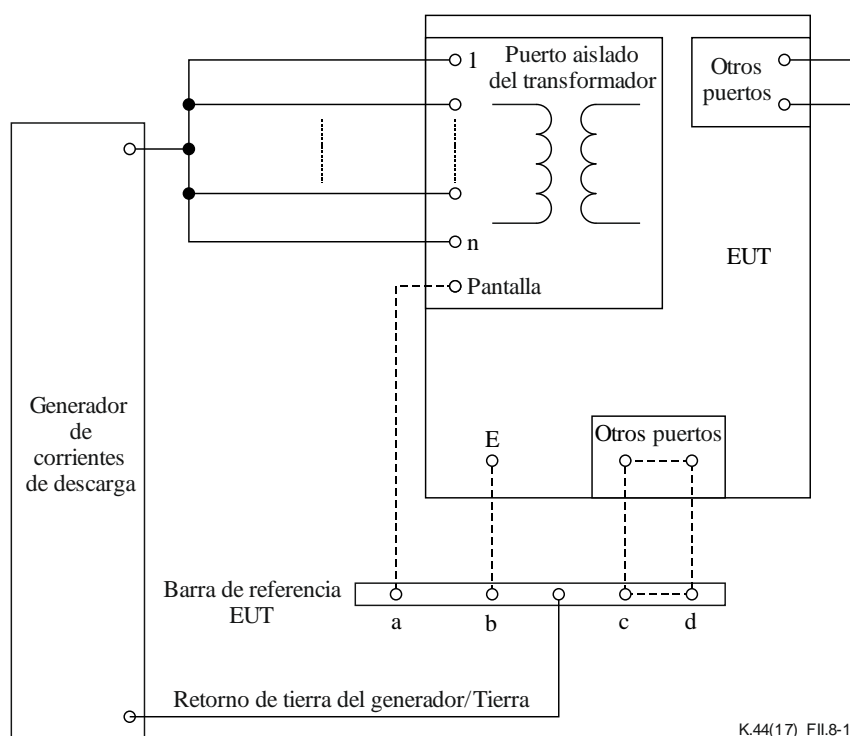 1
Puerto aislado
del transformador
Otros
puertos
n
EUT
Pantalla
Generador
de
corrientes
de descarga
E
Otros puertos
Barra de referencia
EUT
a
b
c
d
Retorno de tierra del generador/Tierra
K.44(17)_FII.8-1